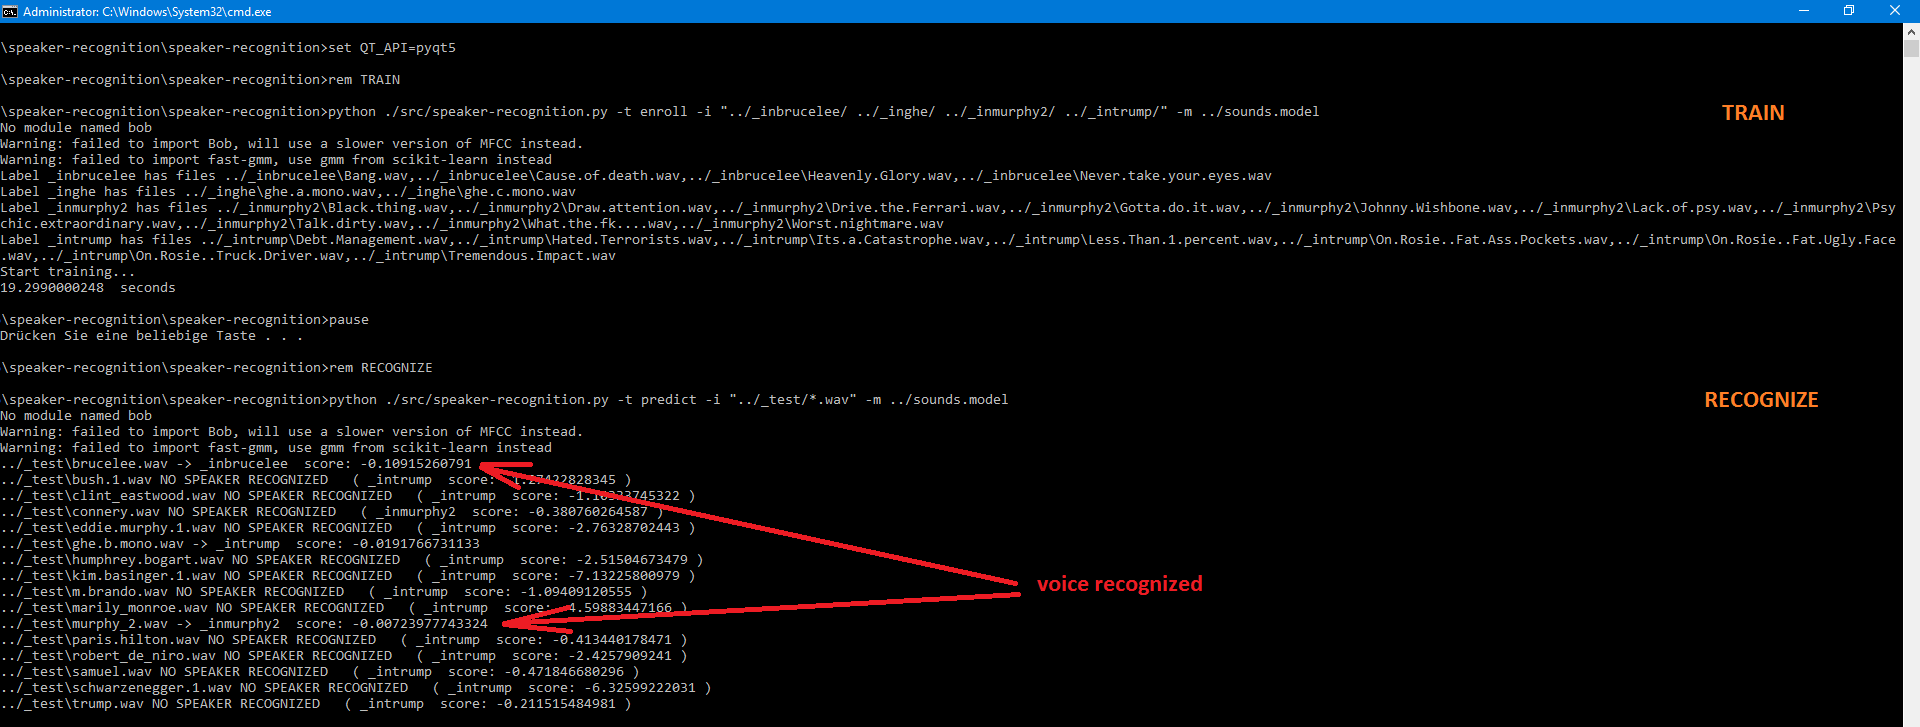 Administrator: C:\Windows\System32\cmd.exe
\speaker-recognition\speaker-recognition>set QT_API=pyqt5
\speaker-recognition\speaker-recognition>rem TRAIN
\speaker-recognition\speaker-recognition>python ./src/speaker-recognition.py -t enroll -i "../_inbrucelee/ ../_inghe/ ../_inmurphy2/ ../_intrump/" -m ../sounds.model
TRAIN
No module named bob
Warning: failed to import Bob, will use a slower version of MFCC instead.
Warning: failed to import fast-gmm, use gmm from scikit-learn instead
Label _inbrucelee has files ../_inbrucelee\Bang.wav,../_inbrucelee\Cause.of.death.wav,../_inbrucelee\Heavenly.Glory.wav,../_inbrucelee\Never.take.your.eyes.wav
Label _inghe has files ../_inghe\ghe.a.mono.wav,../_inghe\ghe.c.mono.wav
Label _inmurphy2 has files ../_inmurphy2\Black.thing.wav,../_inmurphy2\Draw.attention.wav,../_inmurphy2\Drive.the.Ferrari.wav,../_inmurphy2\Gotta.do.it.wav,../_inmurphy2\Johnny.Wishbone.wav,../_inmurphy2\Lack.of.psy.wav,../_inmurphy2\Psy
chic.extraordinary.wav,../_inmurphy2\Talk.dirty.wav,../_inmurphy2\What.the.fk....wav,../_inmurphy2\Worst.nightmare.wav
Label _intrump has files ../_intrump\Debt.Management.wav,../_intrump\Hated.Terrorists.wav,../_intrump\Its.a.Catastrophe.wav,../_intrump\Less.Than.1.percent.wav,../_intrump\On.Rosie..Fat.Ass.Pockets.wav,../_intrump\On.Rosie..Fat.Ugly.Face
.wav,../_intrump\On.Rosie..Truck.Driver.wav,../_intrump\Tremendous.Impact.wav
Start training...
19.2990000248  seconds
\speaker-recognition\speaker-recognition>pause
Drücken Sie eine beliebige Taste . . .
\speaker-recognition\speaker-recognition>rem RECOGNIZE
\speaker-recognition\speaker-recognition>python ./src/speaker-recognition.py -t predict -i "../_test/*.wav" -m ../sounds.model
RECOGNIZE
No module named bob
Warning: failed to import Bob, will use a slower version of MFCC instead.
Warning: failed to import fast-gmm, use gmm from scikit-learn instead
../_test\brucelee.wav -> _inbrucelee  score: -0.10915260791
../_test\bush.1.wav NO SPEAKER RECOGNIZED   ( _intrump  score: )
../_test\clint_eastwood.wav NO SPEAKER RECOGNIZED   ( _intrump  score: )
../_test\connery.wav NO SPEAKER RECOGNIZED   ( _inmurphy2  score: -0.380760264587 )
../_test\eddie.murphy.1.wav NO SPEAKER RECOGNIZED   ( _intrump  score: -2.76328702443 )
../_test\ghe.b.mono.wav -> _intrump  score: -0.0191766731133
../_test\humphrey.bogart.wav NO SPEAKER RECOGNIZED   ( _intrump  score: -2.51504673479 )
../_test\kim.basinger.1.wav NO SPEAKER RECOGNIZED   ( _intrump  score: -7.13225800979 )
../_test\m.brando.wav NO SPEAKER RECOGNIZED   ( _intrump  score: -1.09409120555 )
voice recognized
../_test\marily_monroe.wav NO SPEAKER RECOGNIZED   ( _intrump  score: -4.59883447166 )
../_test\murphy_2.wav -> _inmurphy2  score: -0.00723977743324
../_test\paris.hilton.wav NO SPEAKER RECOGNIZED   ( _intrump  score: -0.413440178471 )
../_test\robert_de_niro.wav NO SPEAKER RECOGNIZED   ( _intrump  score: -2.4257909241 )
../_test\samuel.wav NO SPEAKER RECOGNIZED   ( _intrump  score: -0.471846680296 )
../_test\schwarzenegger.1.wav NO SPEAKER RECOGNIZED   ( _intrump  score: -6.32599222031 )
../_test\trump.wav NO SPEAKER RECOGNIZED   ( _intrump  score: -0.211515484981 )